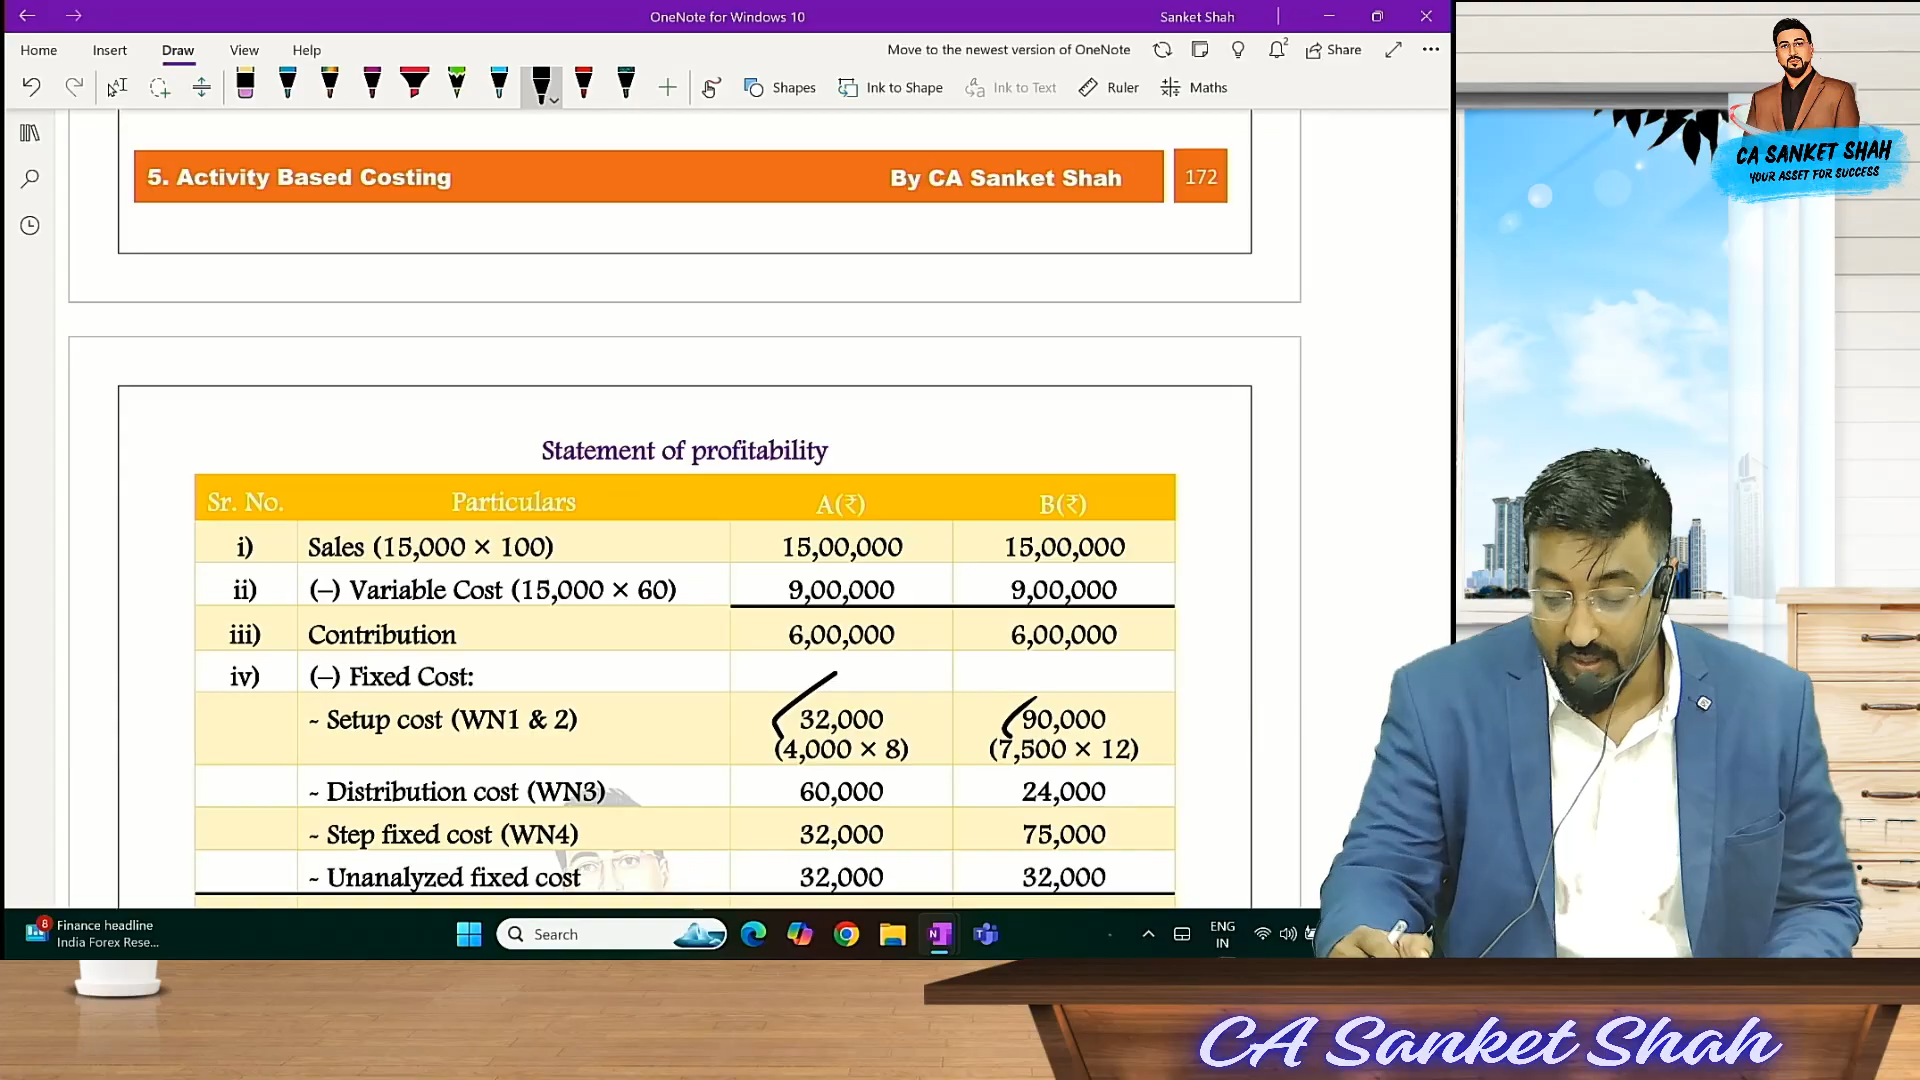 OneNote for Windows 10
Sanket Shah
Home Insert Draw View Help
Move to the newest version of OneNote
2
Share
Shapes
Ink to Shape
Ink to Text
Ruler
Maths
CA SANKET SHAH
YOUR ASSET FOR SUCCESS
5. Activity Based Costing By CA Sanket Shah 172
Statement of profitability
Sr. No. Particulars A(₹) B(₹)
i) Sales (15,000 × 100) 15,00,000 15,00,000
ii) (–) Variable Cost (15,000 × 60) 9,00,000 9,00,000
iii) Contribution 6,00,000 6,00,000
iv) (–) Fixed Cost:
- Setup cost (WN1 & 2) 32,000 90,000
(4,000 × 8) (7,500 × 12)
- Distribution cost (WN3) 60,000 24,000
- Step fixed cost (WN4) 32,000 75,000
- Unanalyzed fixed cost 32,000 32,000
8
Finance headline
India Forex Rese...
Search
ENG
IN
CA Sanket Shah